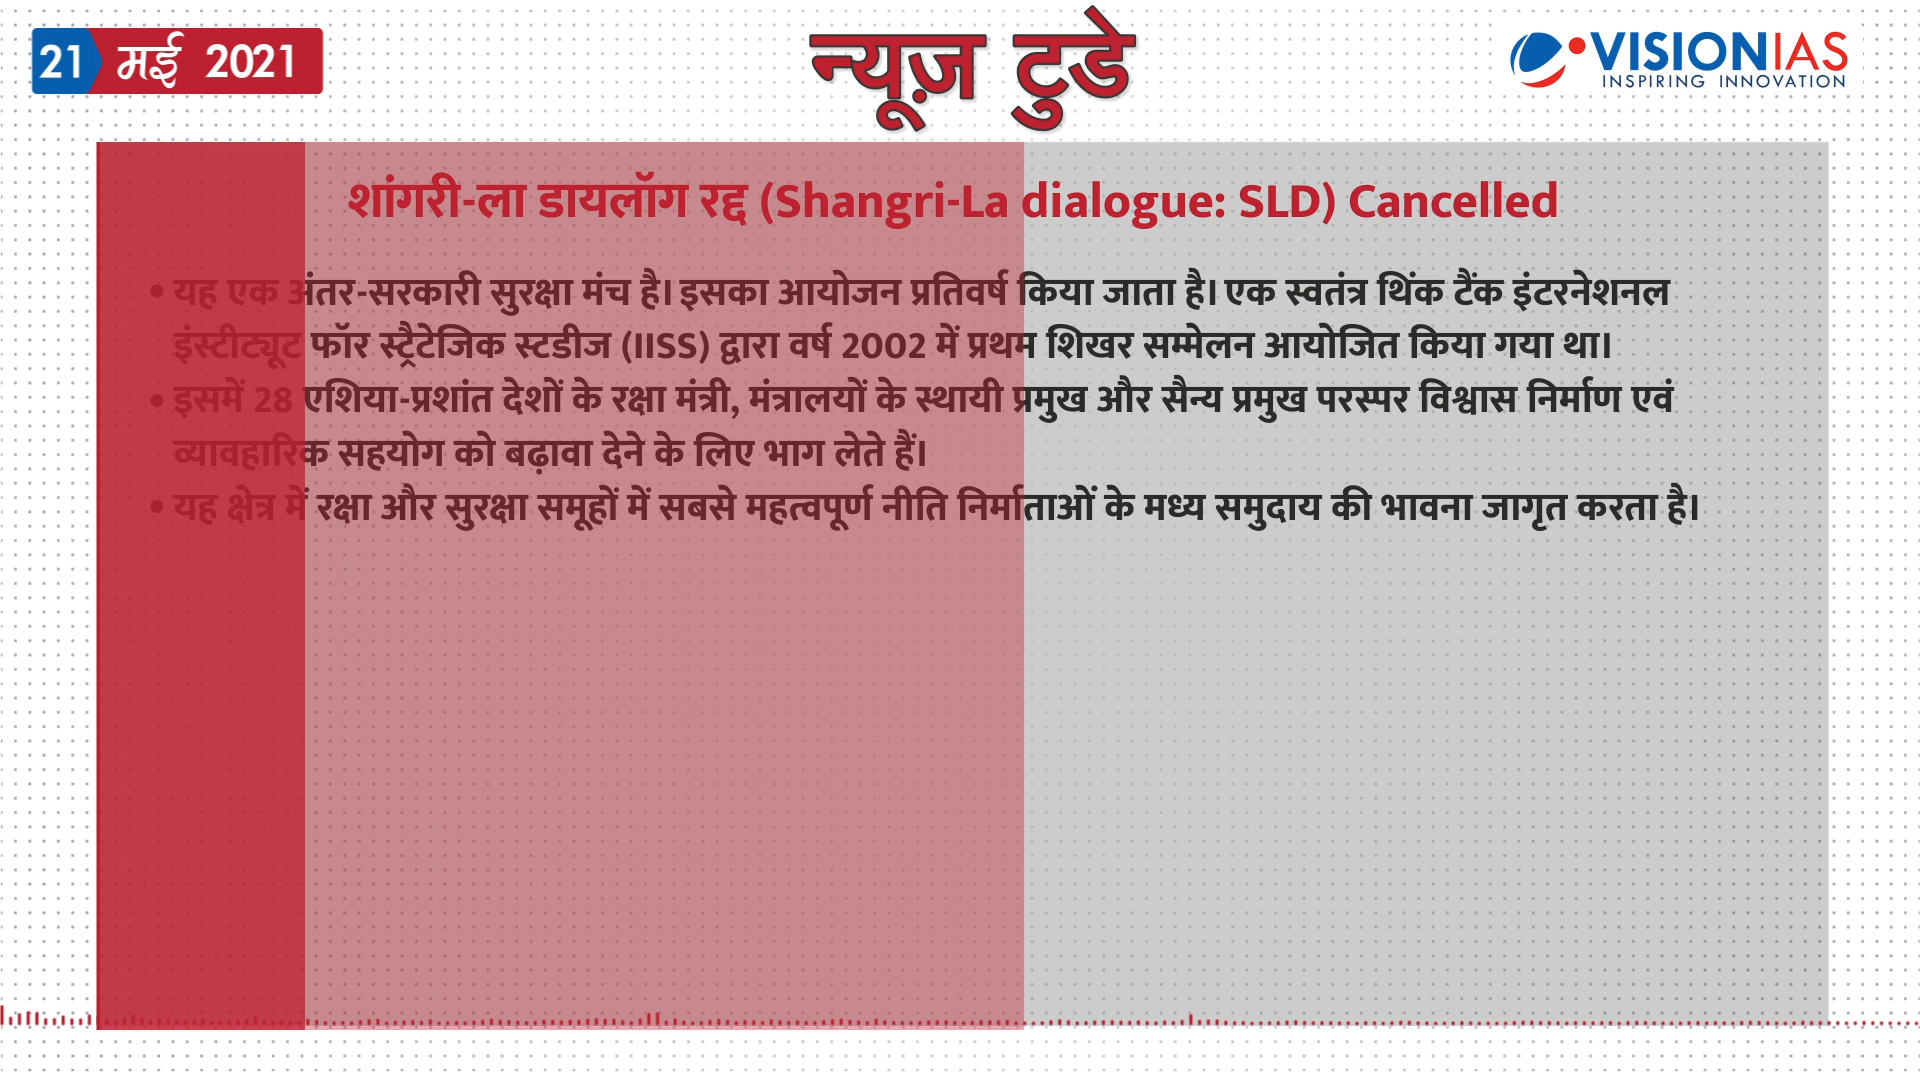 21 मई 2021
न्यूज़ टुडे
VISIONIAS
INSPIRING INNOVATION
शांगरी-ला डायलॉग रद्द (Shangri-La dialogue: SLD) Cancelled
• यह एक अंतर-सरकारी सुरक्षा मंच है। इसका आयोजन प्रतिवर्ष किया जाता है। एक स्वतंत्र थिंक टैंक इंटरनेशनल
इंस्टीट्यूट फॉर स्ट्रैटेजिक स्टडीज (IISS) द्वारा वर्ष 2002 में प्रथम शिखर सम्मेलन आयोजित किया गया था।
• इसमें 28 एशिया-प्रशांत देशों के रक्षा मंत्री, मंत्रालयों के स्थायी प्रमुख और सैन्य प्रमुख परस्पर विश्वास निर्माण एवं
व्यावहारिक सहयोग को बढ़ावा देने के लिए भाग लेते हैं।
• यह क्षेत्र में रक्षा और सुरक्षा समूहों में सबसे महत्वपूर्ण नीति निर्माताओं के मध्य समुदाय की भावना जागृत करता है।